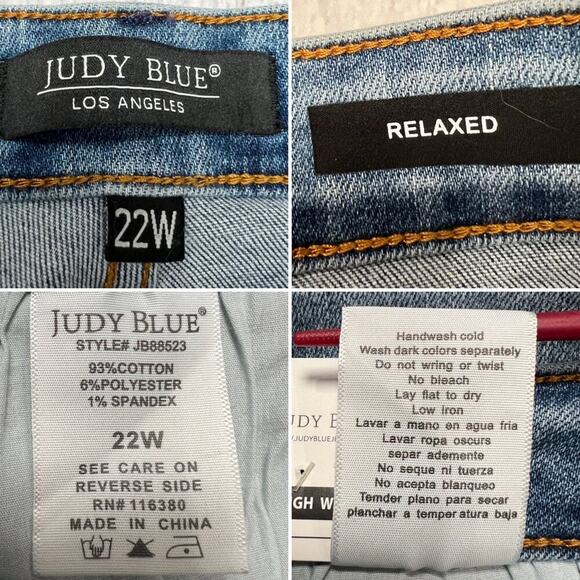 JUDY BLUE®
LOS ANGELES
22W
RELAXED
JUDY BLUE®
STYLE# JB88523
93%COTTON
6%POLYESTER
1% SPANDEX
22W
SEE CARE ON
REVERSE SIDE
RN# 116380
MADE IN CHINA
Handwash cold
Wash dark colors separately
Do not wring or twist
No bleach
Lay flat to dry
Low iron
Lavar a mano en agua fria
Lavar ropa oscurs
separ ademente
No seque ni tuerza
No acepta blanqueo
Temder plano para secar
planchar a temperatura baja
UDY B